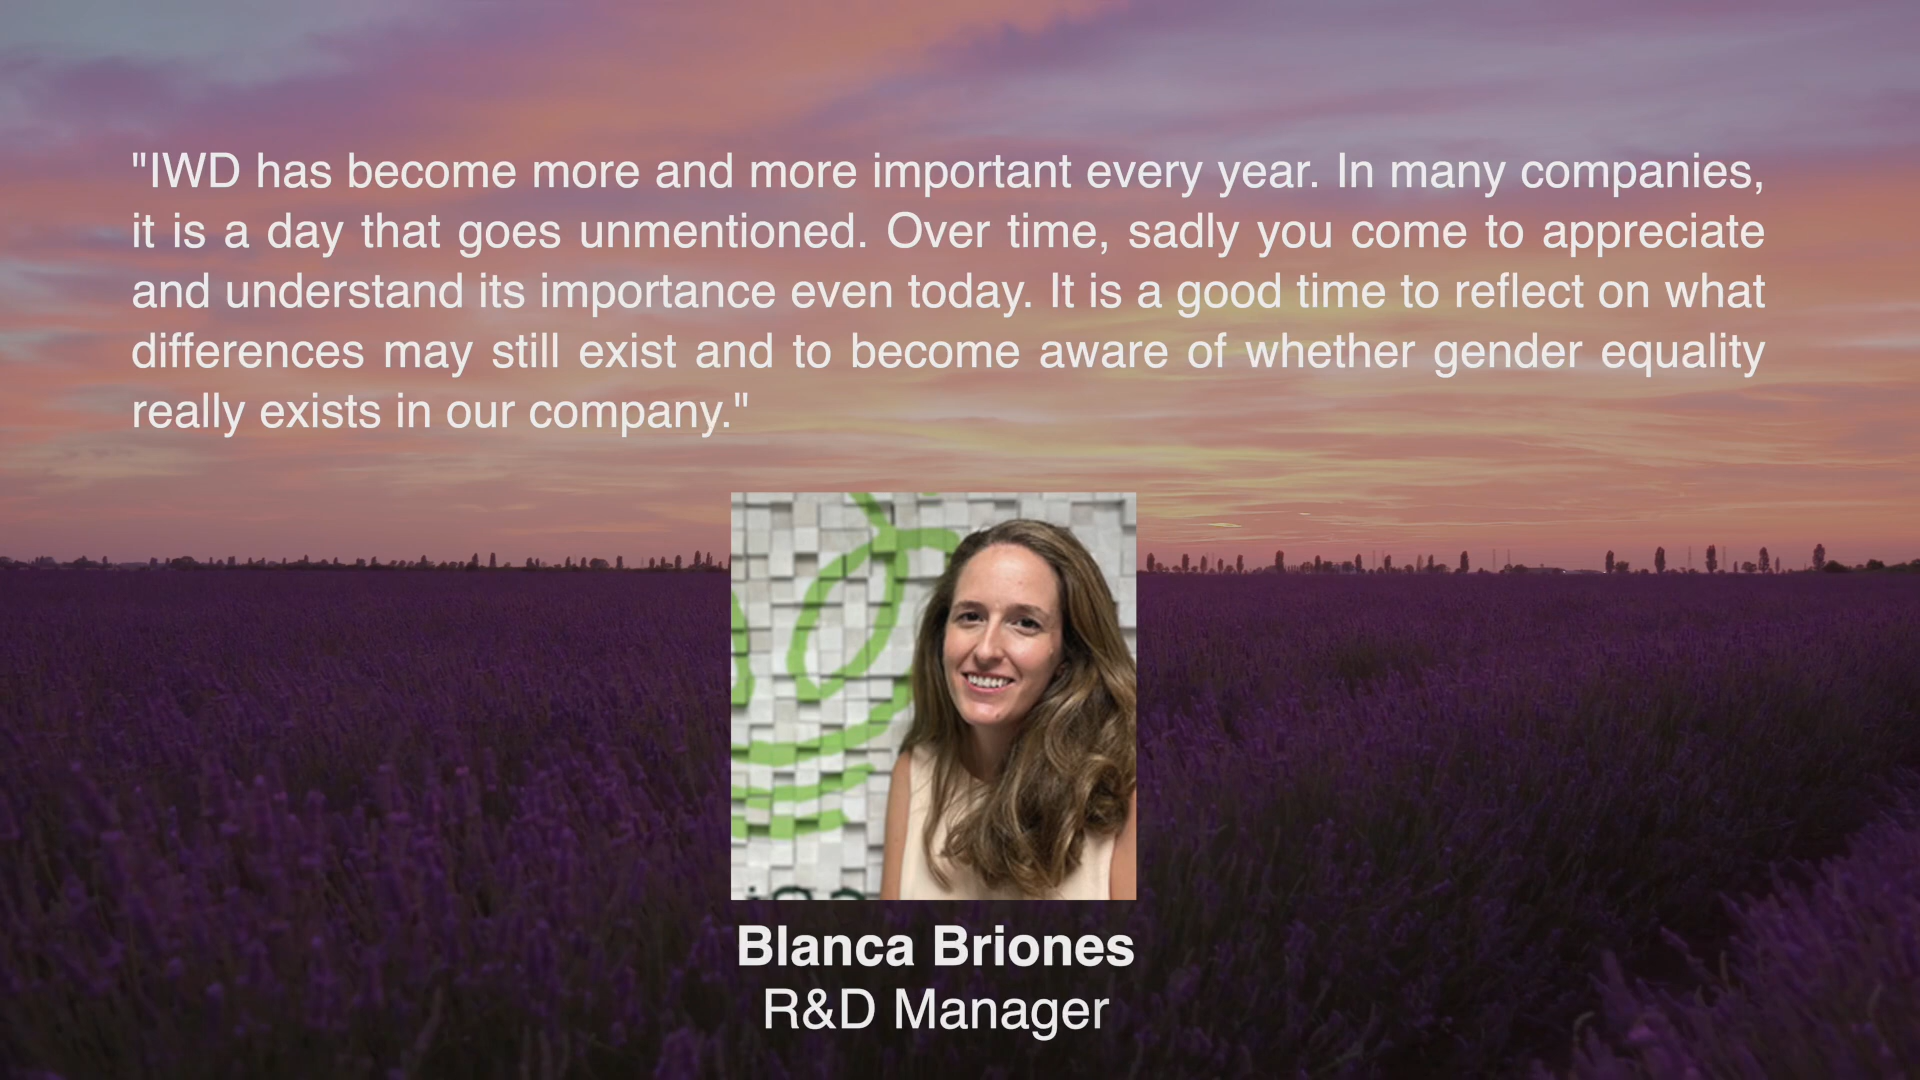 "IWD has become more and more important every year. In many companies,
it is a day that goes unmentioned. Over time, sadly you come to appreciate
and understand its importance even today. It is a good time to reflect on what
differences may still exist and to become aware of whether gender equality
really exists in our company."
Blanca Briones
R&D Manager